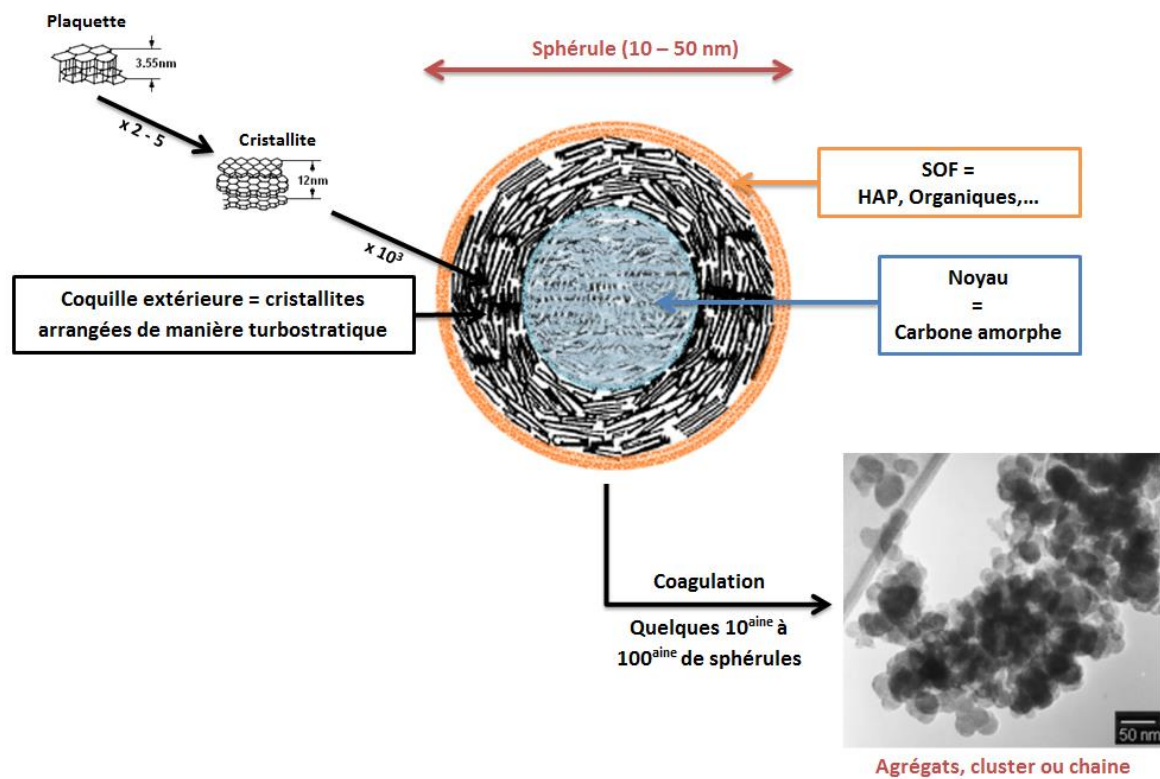 Plaquette
3.55nm
x 2 - 5
Cristallite
12nm
x 10³
Sphérule (10 – 50 nm)
SOF =
HAP, Organiques,...
Noyau
=
Carbone amorphe
Coquille extérieure = cristallites
arrangées de manière turbostratique
Coagulation
Quelques 10ᵃⁱⁿᵉ à
100ᵃⁱⁿᵉ de sphérules
50 nm
Agrégats, cluster ou chaine